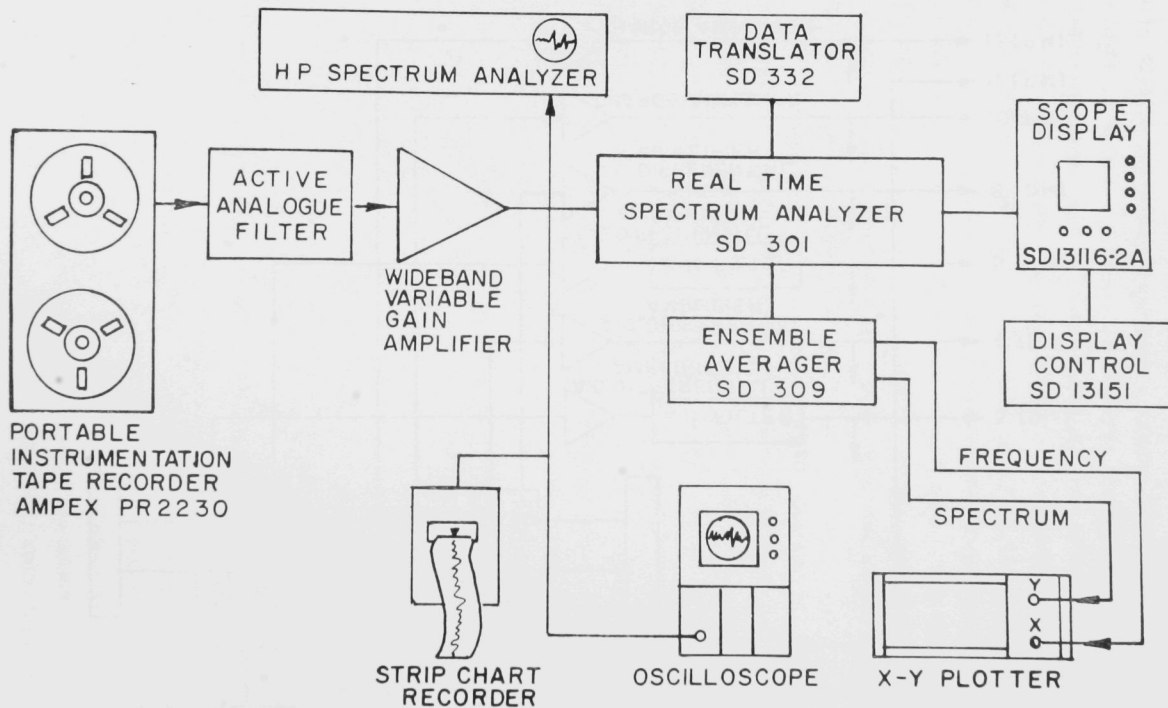 HP SPECTRUM ANALYZER
DATA
TRANSLATOR
SD 332
SCOPE
DISPLAY
SD13116-2A
ACTIVE
ANALOGUE
FILTER
REAL TIME
SPECTRUM ANALYZER
SD 301
WIDEBAND
VARIABLE
GAIN
AMPLIFIER
ENSEMBLE
AVERAGER
SD 309
DISPLAY
CONTROL
SD 13151
PORTABLE
INSTRUMENTATION
TAPE RECORDER
AMPEX PR2230
FREQUENCY
SPECTRUM
Y
X
STRIP CHART
RECORDER
OSCILLOSCOPE
X-Y PLOTTER